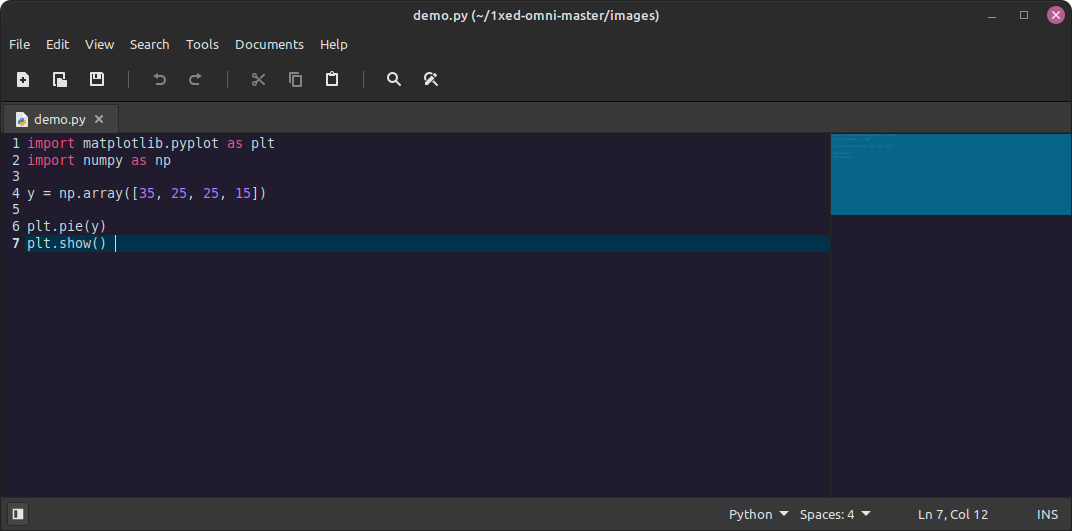 demo.py (~/1xed-omni-master/images)
File Edit View Search Tools Documents Help
demo.py
1 import matplotlib.pyplot as plt
2 import numpy as np
3
4 y = np.array([35, 25, 25, 15])
5
6 plt.pie(y)
7 plt.show()
Python Spaces: 4 Ln 7, Col 12 INS